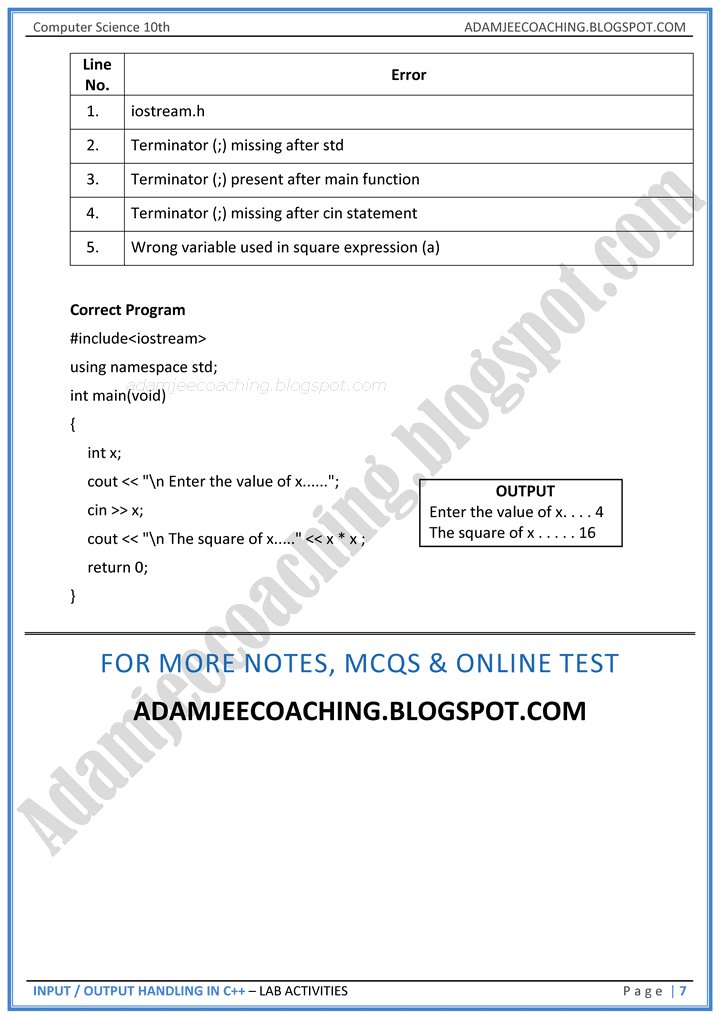 Computer Science 10th ADAMJEECOACHING.BLOGSPOT.COM
Line No. Error
1. iostream.h
2. Terminator (;) missing after std
3. Terminator (;) present after main function
4. Terminator (;) missing after cin statement
5. Wrong variable used in square expression (a)
Correct Program
#include<iostream>
using namespace std;
adamjeecoaching.blogspot.com
int main(void)
{
int x;
cout << "\n Enter the value of x......";
cin >> x;
cout << "\n The square of x....." << x * x ;
return 0;
}
OUTPUT
Enter the value of x. . . . 4
The square of x . . . . . 16
Adamjeecoaching.blogspot.com
FOR MORE NOTES, MCQS & ONLINE TEST
ADAMJEECOACHING.BLOGSPOT.COM
INPUT / OUTPUT HANDLING IN C++ – LAB ACTIVITIES Page | 7